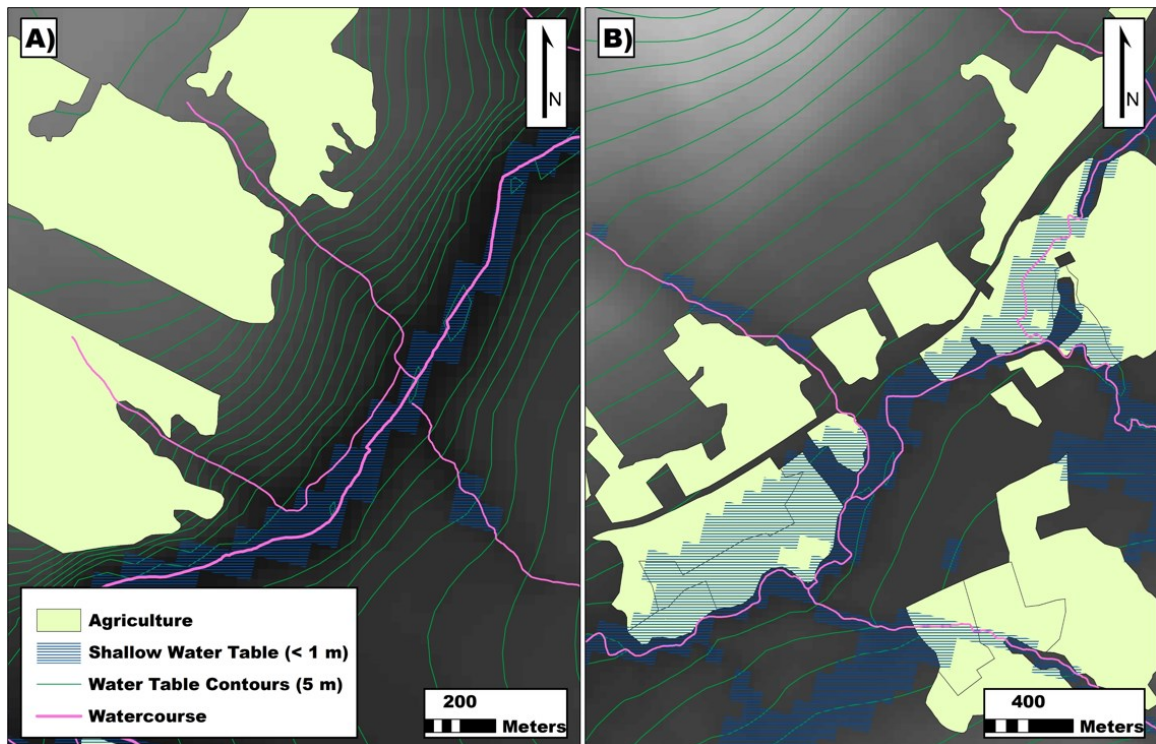 A)
N
B)
N
Agriculture
Shallow Water Table (< 1 m)
Water Table Contours (5 m)
Watercourse
200
Meters
400
Meters